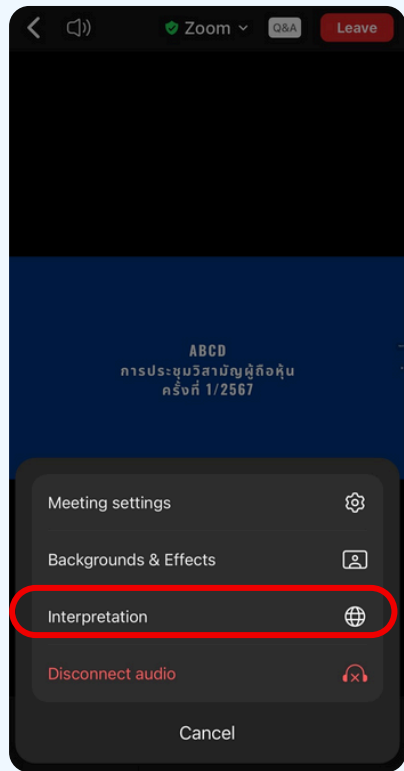 Zoom
Q&A
Leave
ABCD
การประชุมวิสามัญผู้ถือหุ้น
ครั้งที่ 1/2567
Meeting settings
Backgrounds & Effects
Interpretation
Disconnect audio
Cancel